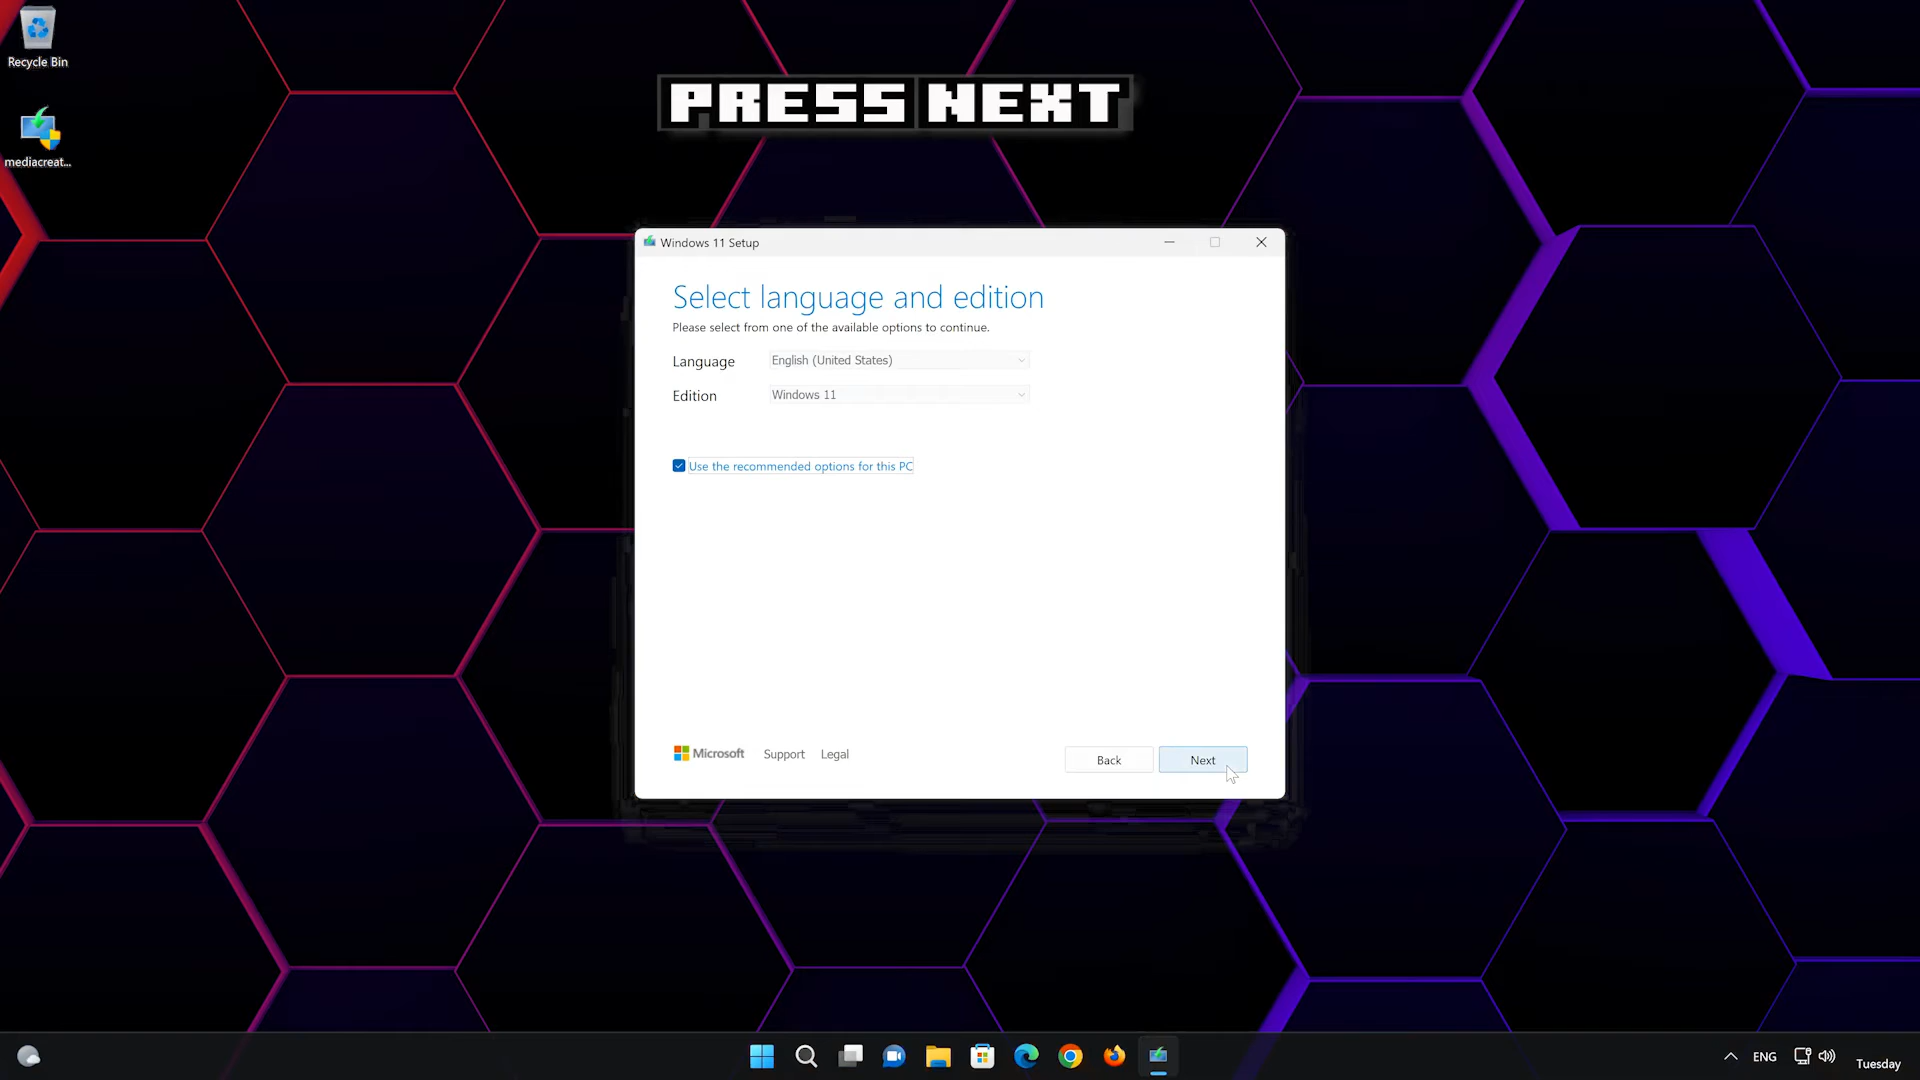 Recycle Bin
mediacreat...
PRESS NEXT
Windows 11 Setup
Select language and edition
Please select from one of the available options to continue.
Language English (United States)
Edition Windows 11
Use the recommended options for this PC
Microsoft Support Legal
Back Next
ENG
Tuesday